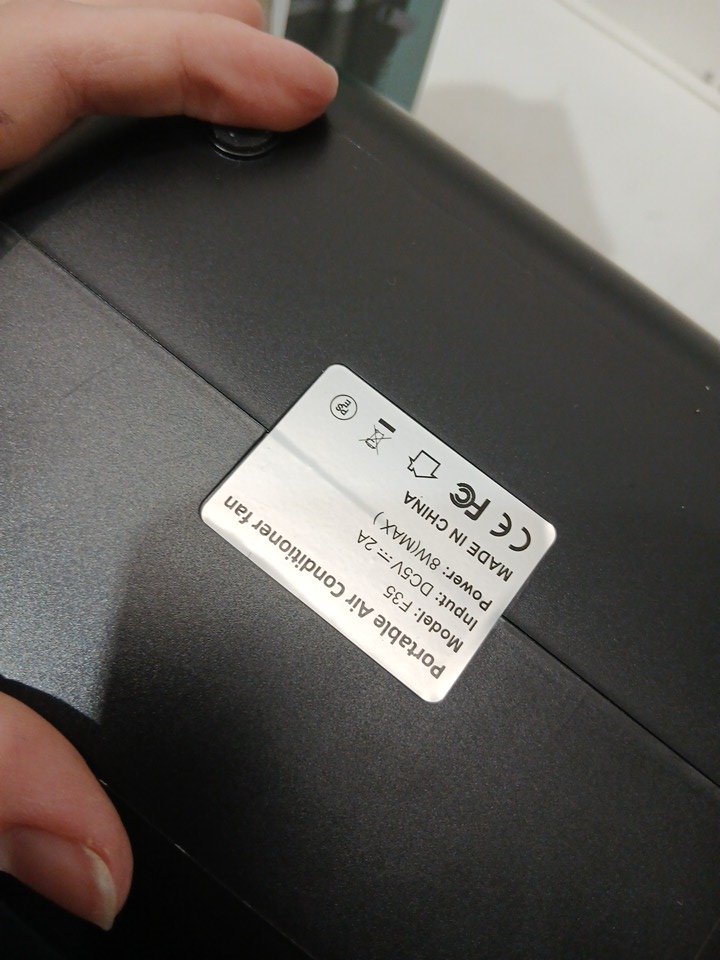 Portable Air Conditioner fan
Model: F35
Input: DC5V⎓2A
Power: 8W(MAX)
MADE IN CHINA
CE FC